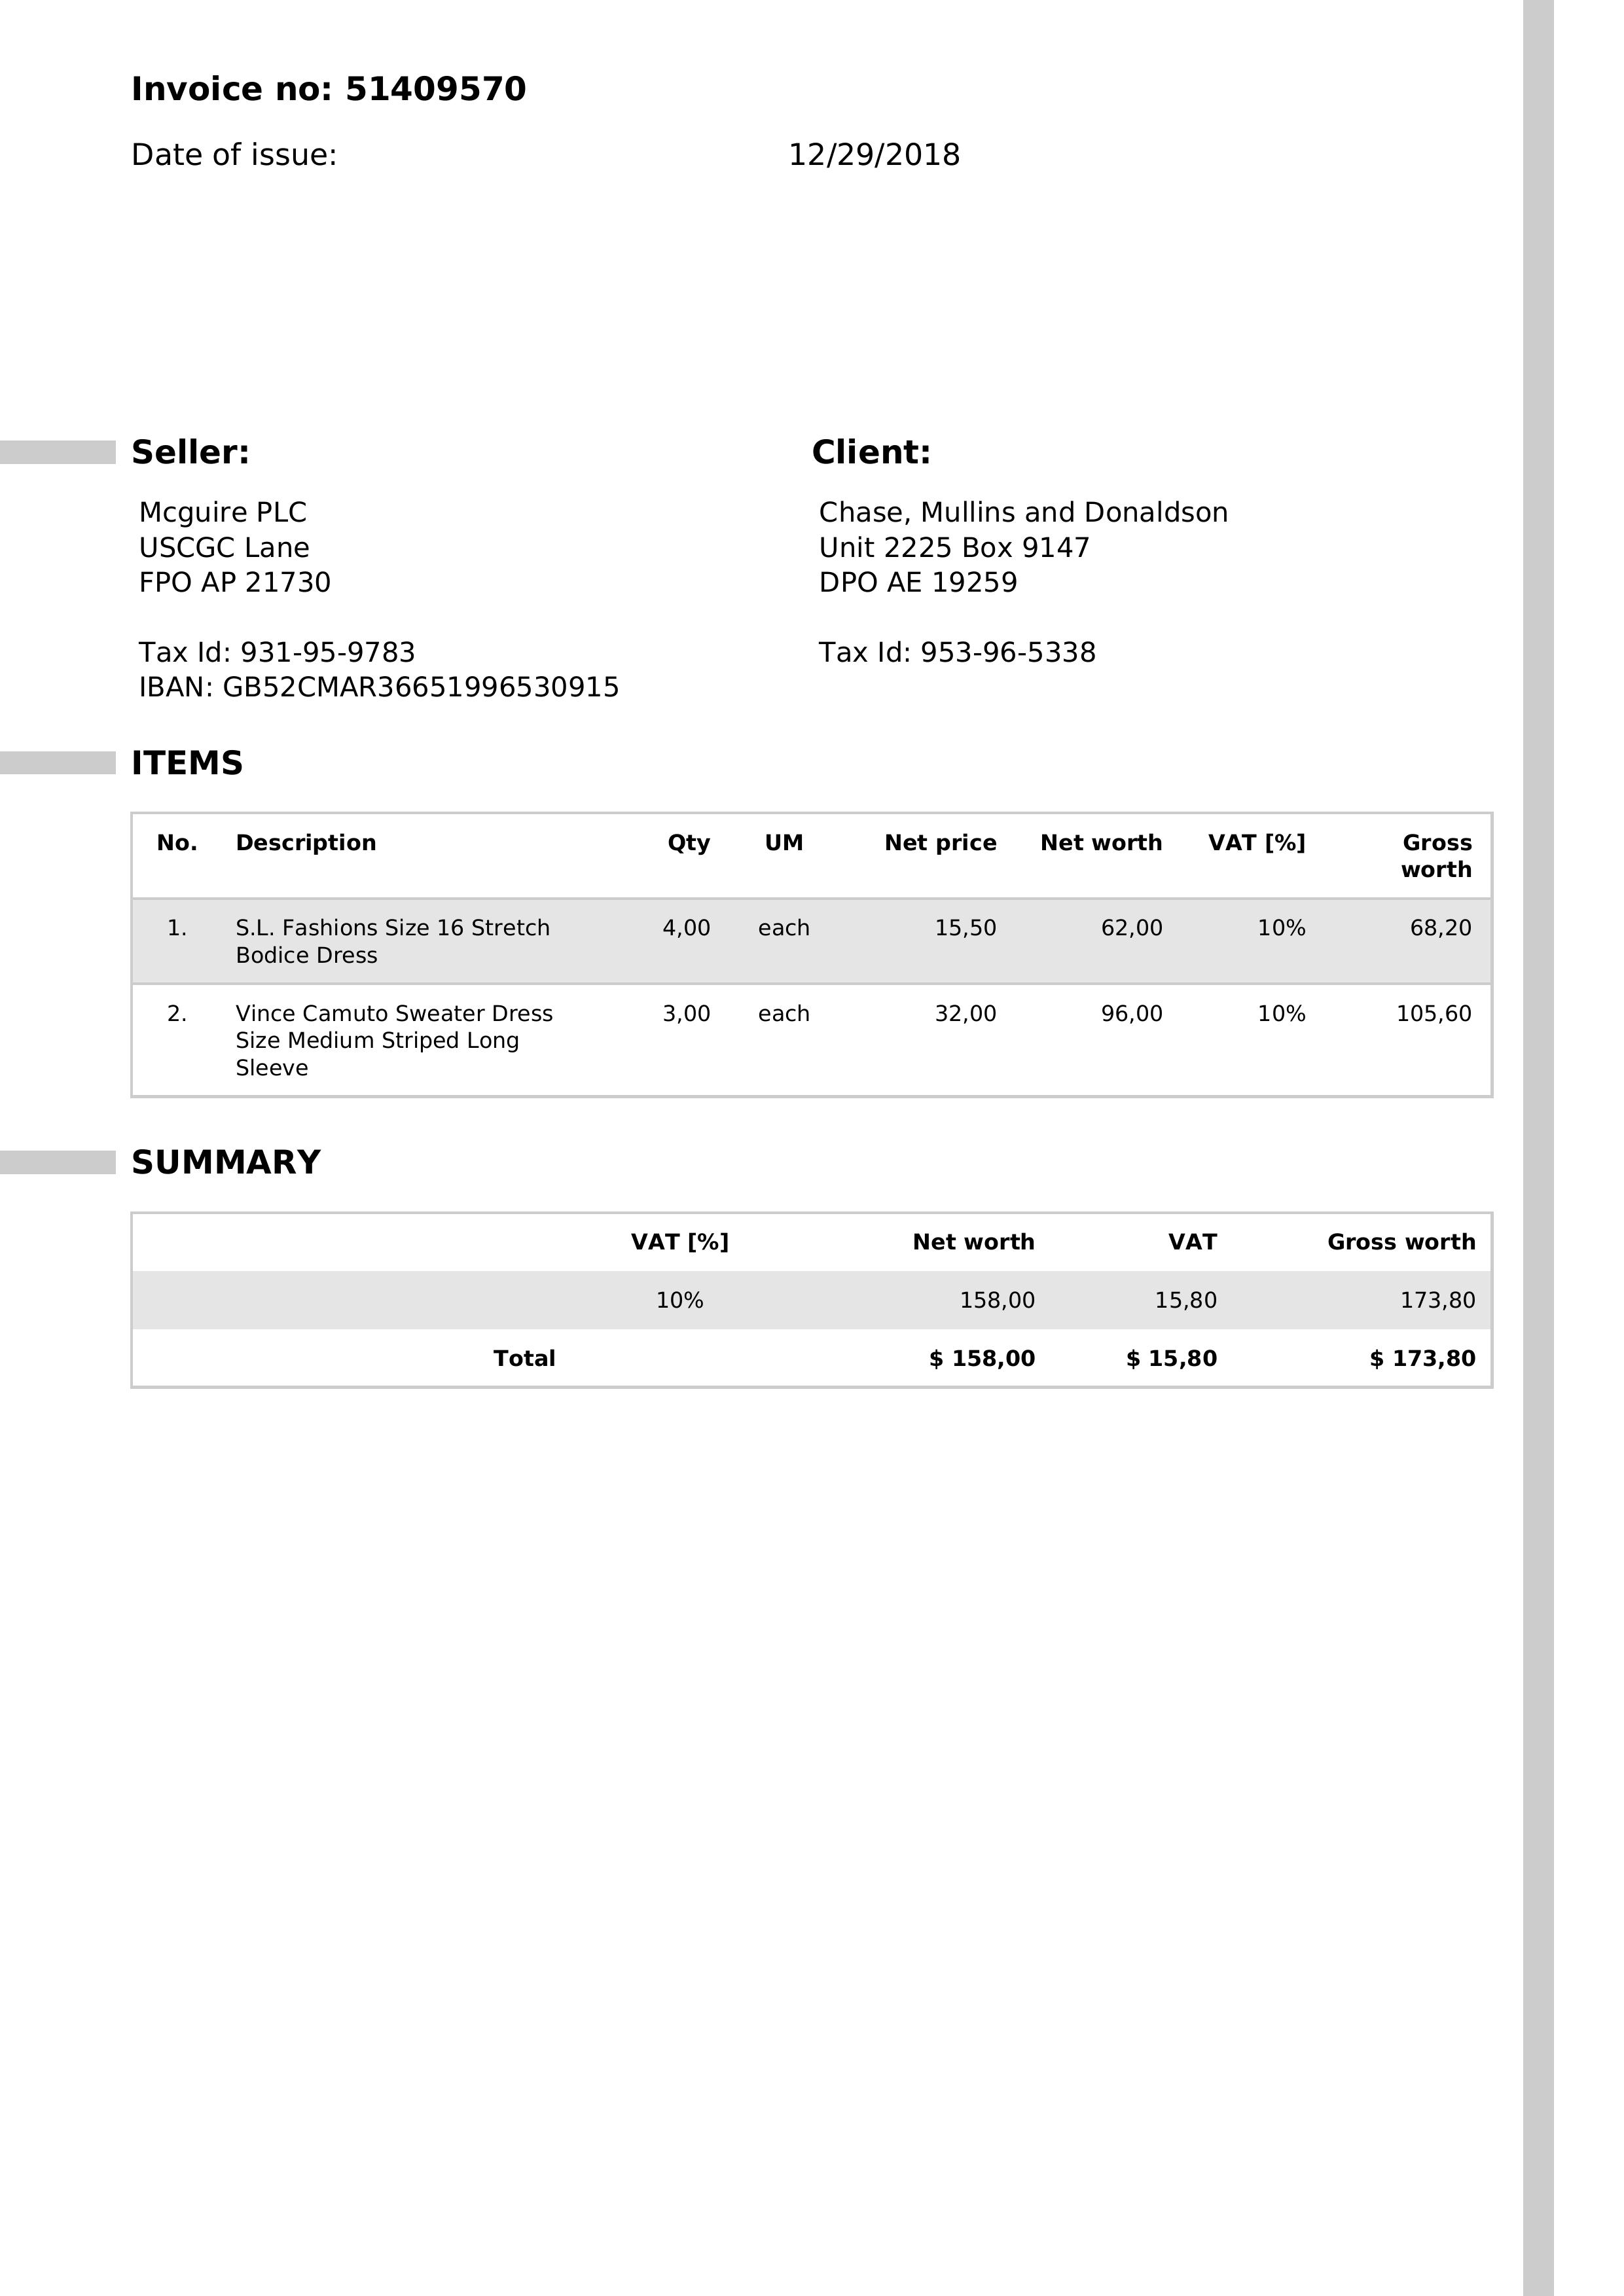 Invoice no: 51409570
Date of issue: 12/29/2018
Seller:
Mcguire PLC
USCGC Lane
FPO AP 21730
Tax Id: 931-95-9783
IBAN: GB52CMAR36651996530915
Client:
Chase, Mullins and Donaldson
Unit 2225 Box 9147
DPO AE 19259
Tax Id: 953-96-5338
ITEMS
No. Description Qty UM Net price Net worth VAT [%] Gross
worth
1. S.L. Fashions Size 16 Stretch 4,00 each 15,50 62,00 10% 68,20
Bodice Dress
2. Vince Camuto Sweater Dress 3,00 each 32,00 96,00 10% 105,60
Size Medium Striped Long
Sleeve
SUMMARY
VAT [%] Net worth VAT Gross worth
10% 158,00 15,80 173,80
Total $ 158,00 $ 15,80 $ 173,80